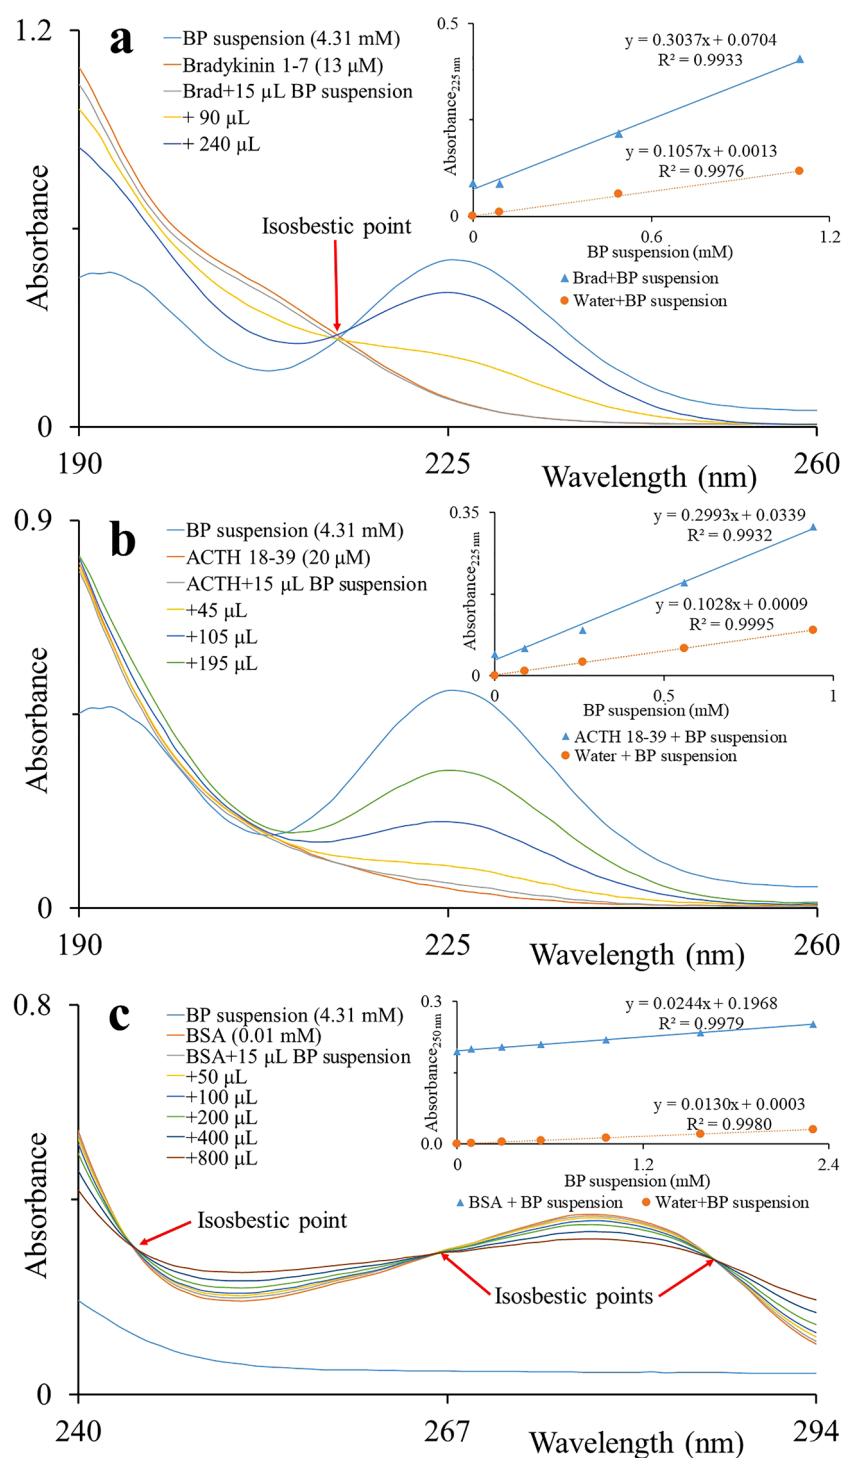 1.2
a
BP suspension (4.31 mM)
Bradykinin 1-7 (13 µM)
Brad+15 µL BP suspension
+ 90 µL
+ 240 µL
Isosbestic point
Absorbance
0
190
225
260
Wavelength (nm)
0.5
y = 0.3037x + 0.0704
R² = 0.9933
Absorbance225 nm
y = 0.1057x + 0.0013
R² = 0.9976
0
0
0.6
1.2
BP suspension (mM)
Brad+BP suspension
Water+BP suspension
0.9
b
BP suspension (4.31 mM)
ACTH 18-39 (20 µM)
ACTH+15 µL BP suspension
+45 µL
+105 µL
+195 µL
Absorbance
0
190
225
260
Wavelength (nm)
0.35
y = 0.2993x + 0.0339
R² = 0.9932
Absorbance225 nm
y = 0.1028x + 0.0009
R² = 0.9995
0
0
0.5
1
BP suspension (mM)
ACTH 18-39 + BP suspension
Water + BP suspension
0.8
c
BP suspension (4.31 mM)
BSA (0.01 mM)
BSA+15 µL BP suspension
+50 µL
+100 µL
+200 µL
+400 µL
+800 µL
Isosbestic point
Isosbestic points
Absorbance
0
240
267
294
Wavelength (nm)
0.3
y = 0.0244x + 0.1968
R² = 0.9979
Absorbance250 nm
y = 0.0130x + 0.0003
R² = 0.9980
0.0
0
1.2
2.4
BP suspension (mM)
BSA + BP suspension
Water+BP suspension